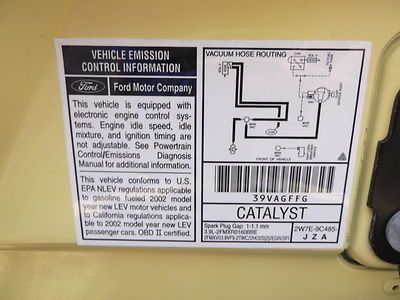 VEHICLE EMISSION
CONTROL INFORMATION
Ford
Ford Motor Company
This vehicle is equipped with
electronic engine control sys-
tems. Engine idle speed, idle
mixture, and ignition timing are
not adjustable. See Powertrain
Control/Emissions Diagnosis
Manual for additional information.
This vehicle conforms to U.S.
EPA NLEV regulations applicable
to gasoline fueled 2002 model
year new LEV motor vehicles and
to California regulations applica-
ble to 2002 model year new LEV
passenger cars. OBD II certified.
VACUUM HOSE ROUTING
FRONT OF VEHICLE
39VAGFFG
CATALYST
Spark Plug Gap: 1-1.1 mm
3.9L-2FMXR0160BBE
2W7E-9C485-
JZA